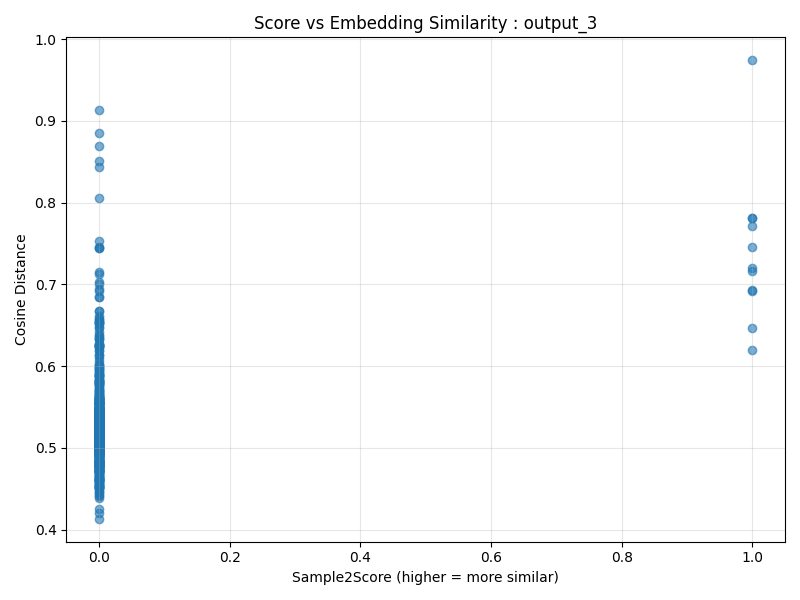 Score vs Embedding Similarity : output_3
1.0
0.9
0.8
0.7
0.6
0.5
0.4
Cosine Distance
0.0 0.2 0.4 0.6 0.8 1.0
Sample2Score (higher = more similar)